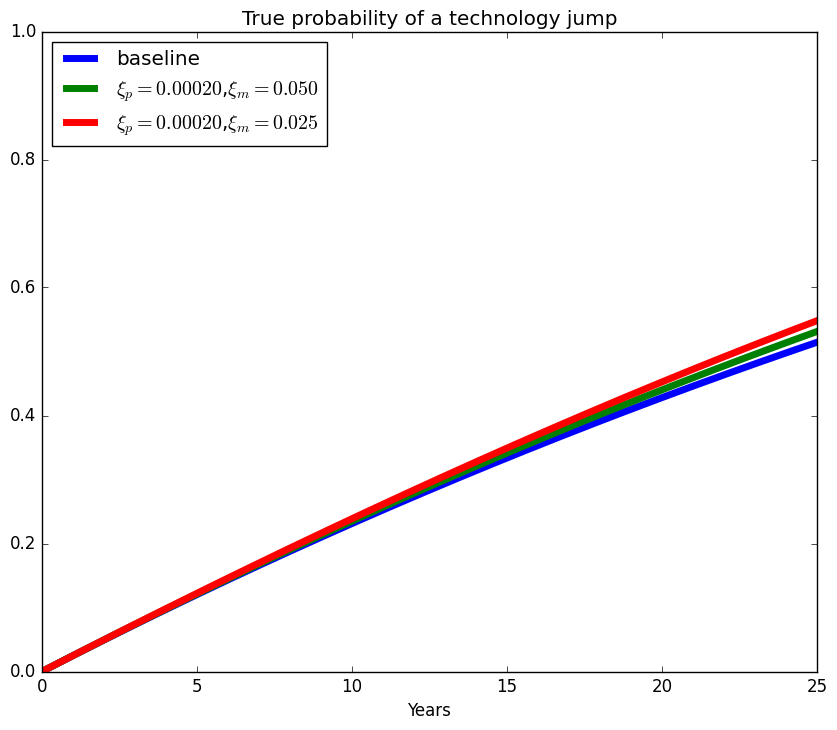 True probability of a technology jump
1.0
baseline
ξp = 0.00020,ξm = 0.050
ξp = 0.00020,ξm = 0.025
0.8
0.6
0.4
0.2
0.0
0 5 10 15 20 25
Years